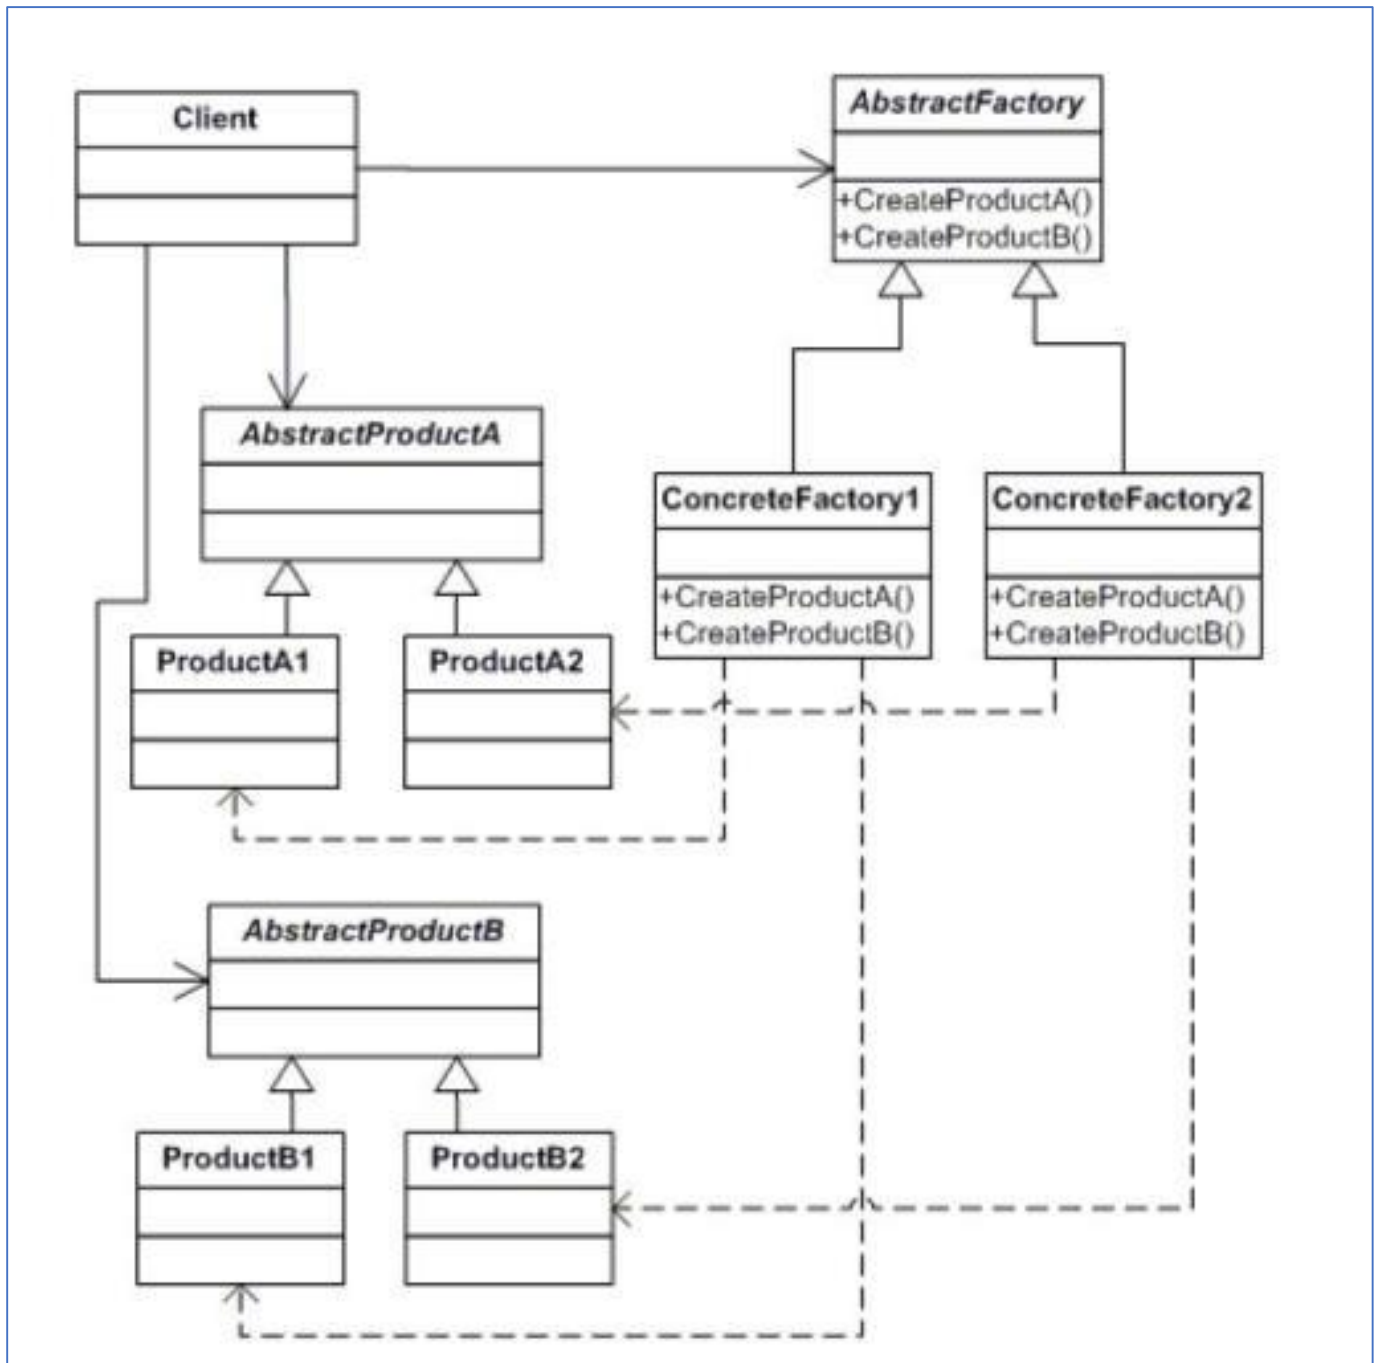 Client
AbstractFactory
+CreateProductA()
+CreateProductB()
AbstractProductA
ConcreteFactory1
+CreateProductA()
+CreateProductB()
ConcreteFactory2
+CreateProductA()
+CreateProductB()
ProductA1
ProductA2
AbstractProductB
ProductB1
ProductB2